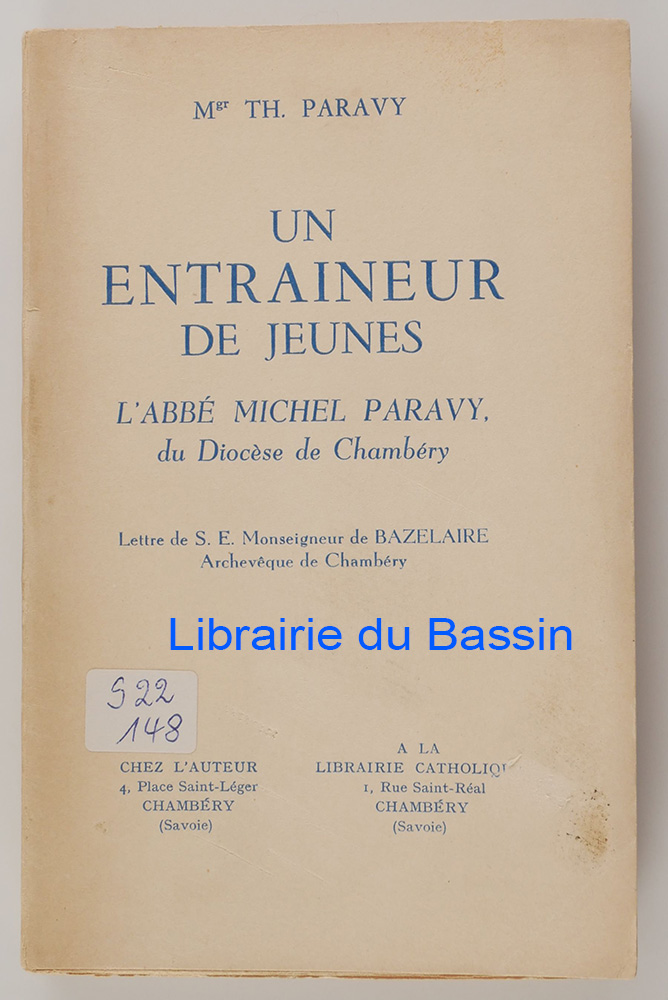 Mgr TH. PARAVY
UN
ENTRAINEUR
DE JEUNES
L'ABBÉ MICHEL PARAVY,
du Diocèse de Chambéry
Lettre de S. E. Monseigneur de BAZELAIRE
Archevêque de Chambéry
Librairie du Bassin
S22
148
CHEZ L'AUTEUR
4, Place Saint-Léger
CHAMBÉRY
(Savoie)
A LA
LIBRAIRIE CATHOLIQU
1, Rue Saint-Réal
CHAMBÉRY
(Savoie)